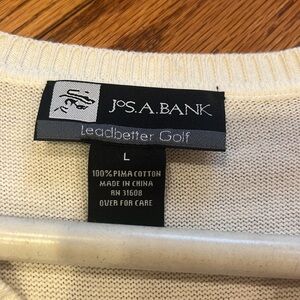 JoS.A.BANK
Leadbetter Golf
L
100% PIMA COTTON
MADE IN CHINA
RN 31608
OVER FOR CARE